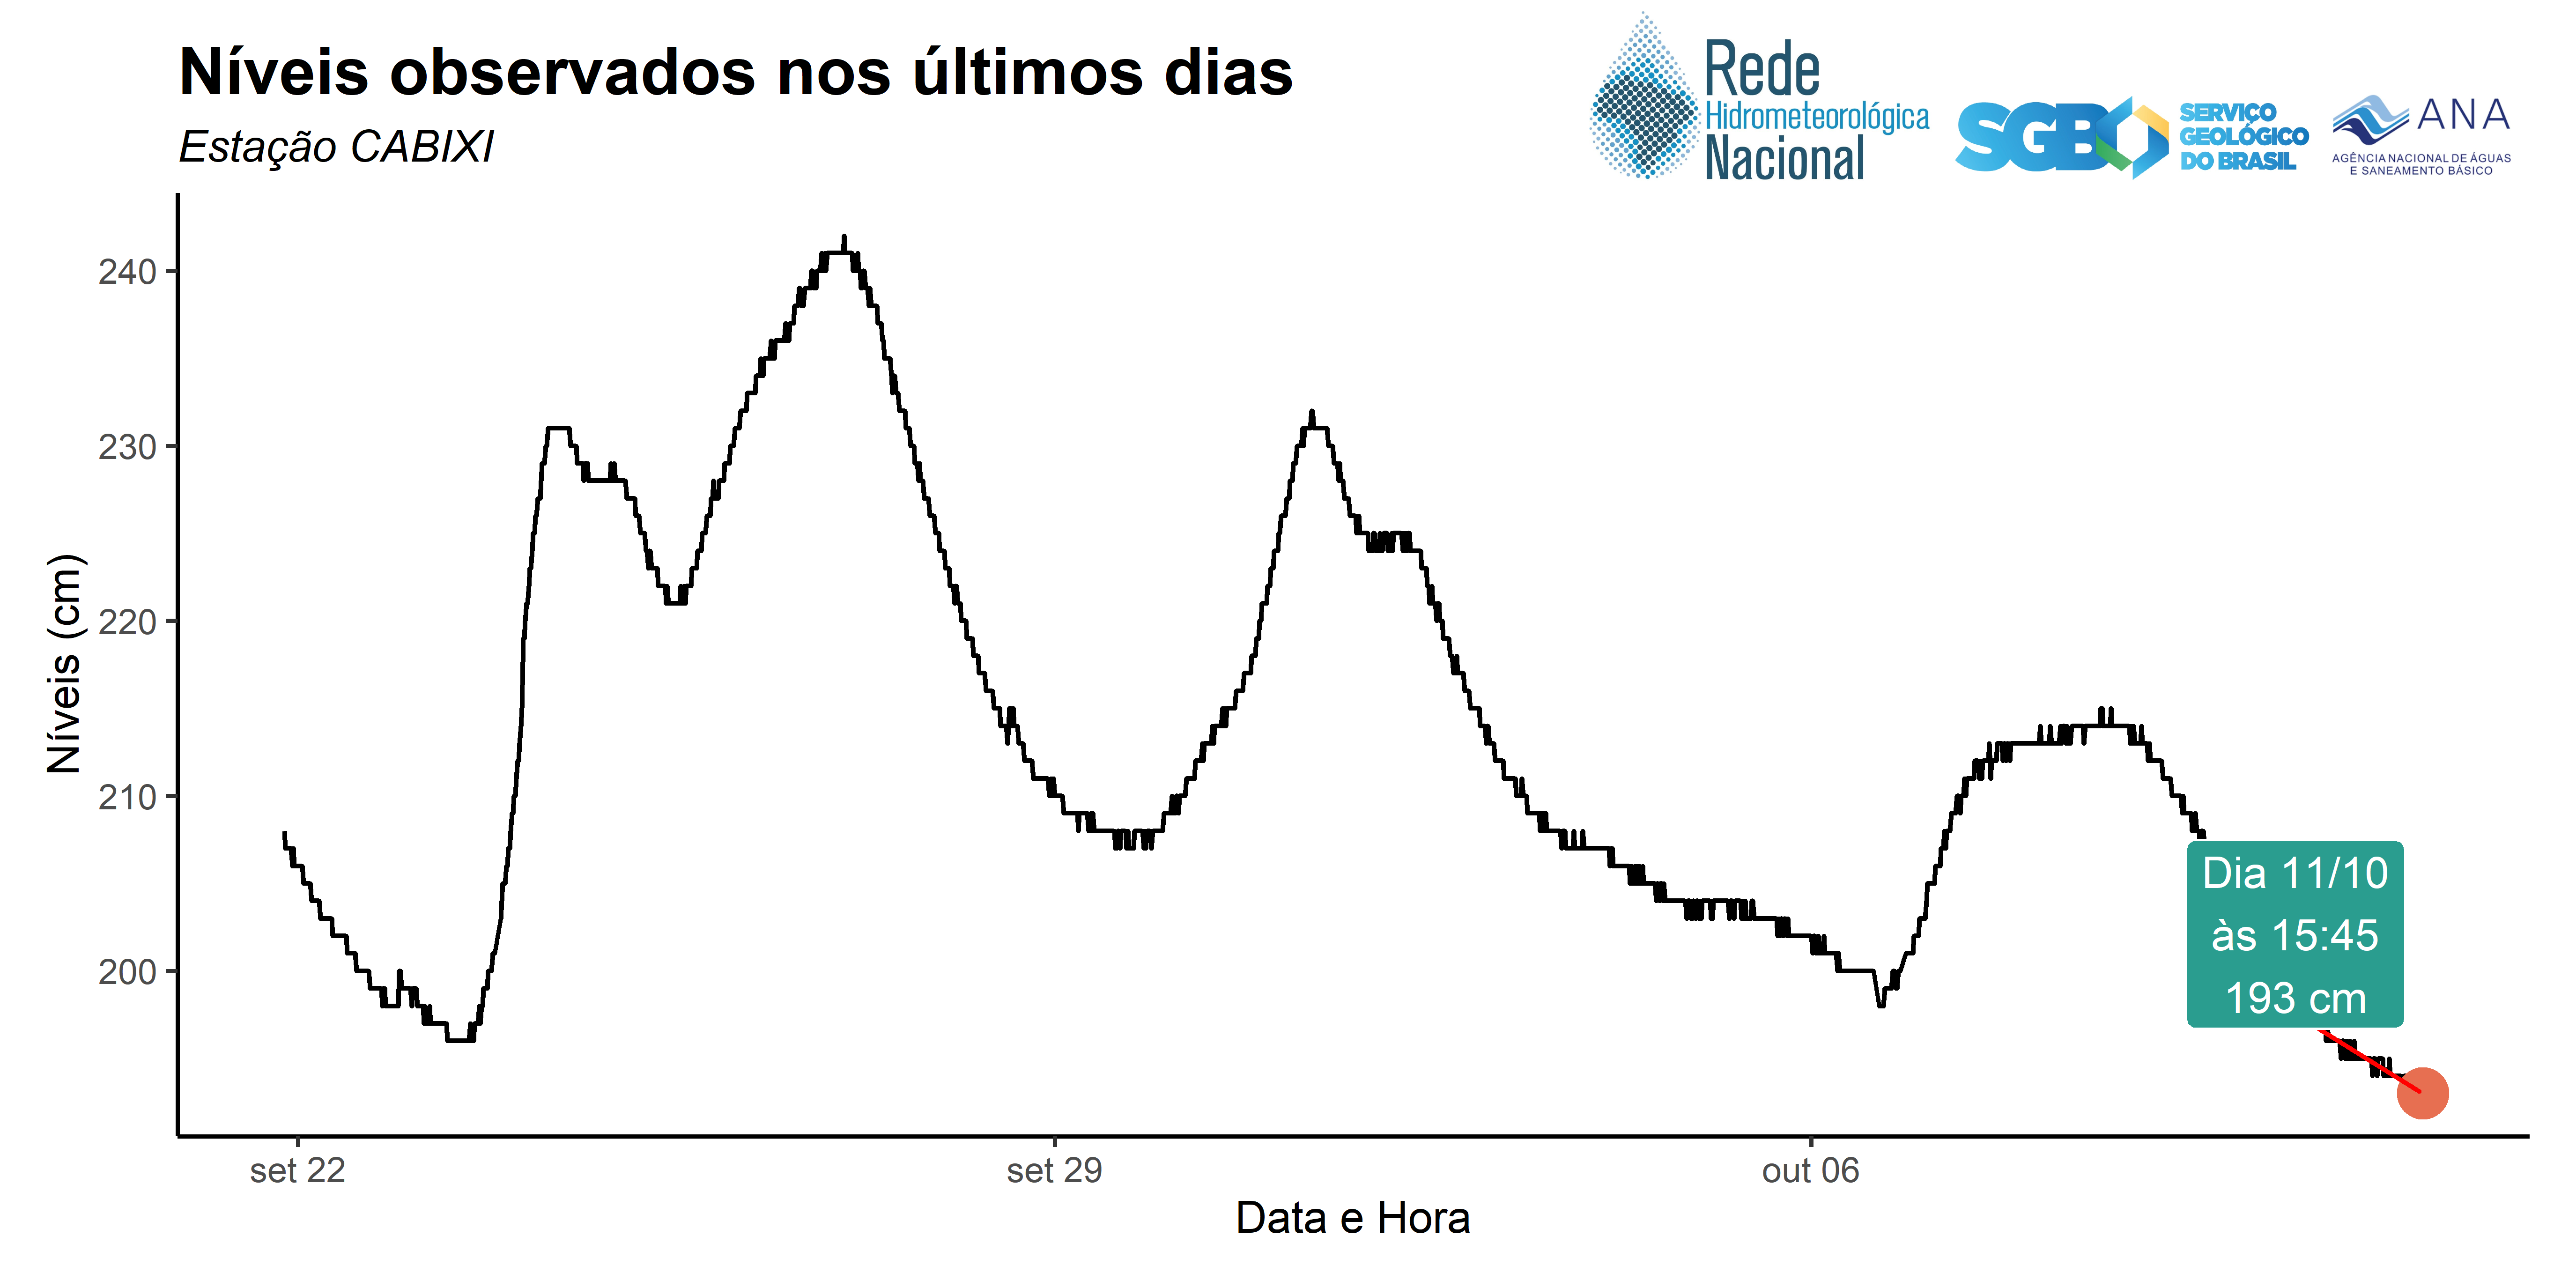 Níveis observados nos últimos dias
Estação CABIXI
Rede
Hidrometeorológica
Nacional
SGB
SERVIÇO
GEOLÓGICO
DO BRASIL
ANA
AGÊNCIA NACIONAL DE ÁGUAS
E SANEAMENTO BÁSICO
Níveis (cm)
240
230
220
210
200
Dia 11/10
às 15:45
193 cm
set 22
set 29
out 06
Data e Hora